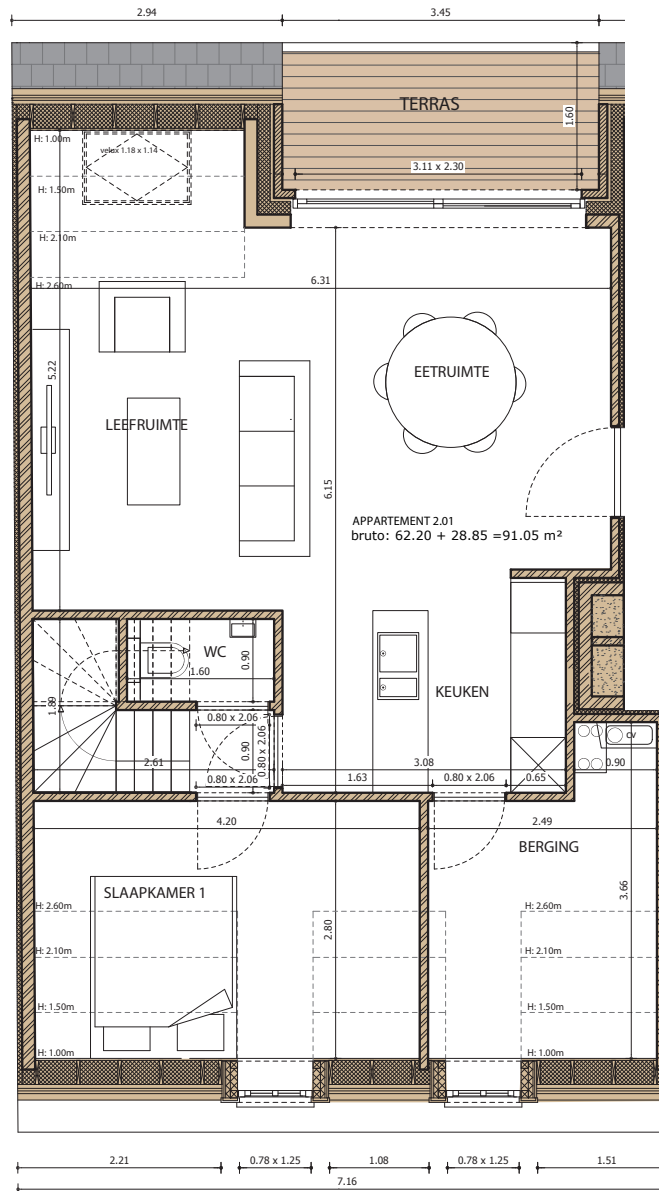 2.94
3.45
TERRAS
1.60
H: 1.00m
velux 1.18 x 1.14
3.11 x 2.30
H: 1.50m
H: 2.10m
H: 2.60m
6.31
5.22
EETRUIMTE
LEEFRUIMTE
6.15
APPARTEMENT 2.01
bruto: 62.20 + 28.85 =91.05 m²
WC
0.90
1.60
KEUKEN
1.89
0.80 x 2.06
0.90
0.80 x 2.06
cv
2.61
3.08
0.90
0.80 x 2.06
1.63
0.80 x 2.06
0.65
4.20
2.49
BERGING
SLAAPKAMER 1
3.66
H: 2.60m
H: 2.60m
2.80
H: 2.10m
H: 2.10m
H: 1.50m
H: 1.50m
H: 1.00m
H: 1.00m
2.21
0.78 x 1.25
1.08
0.78 x 1.25
1.51
7.16